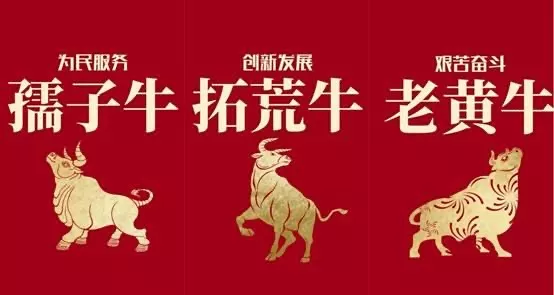 为民服务
孺子牛
创新发展
拓荒牛
艰苦奋斗
老黄牛